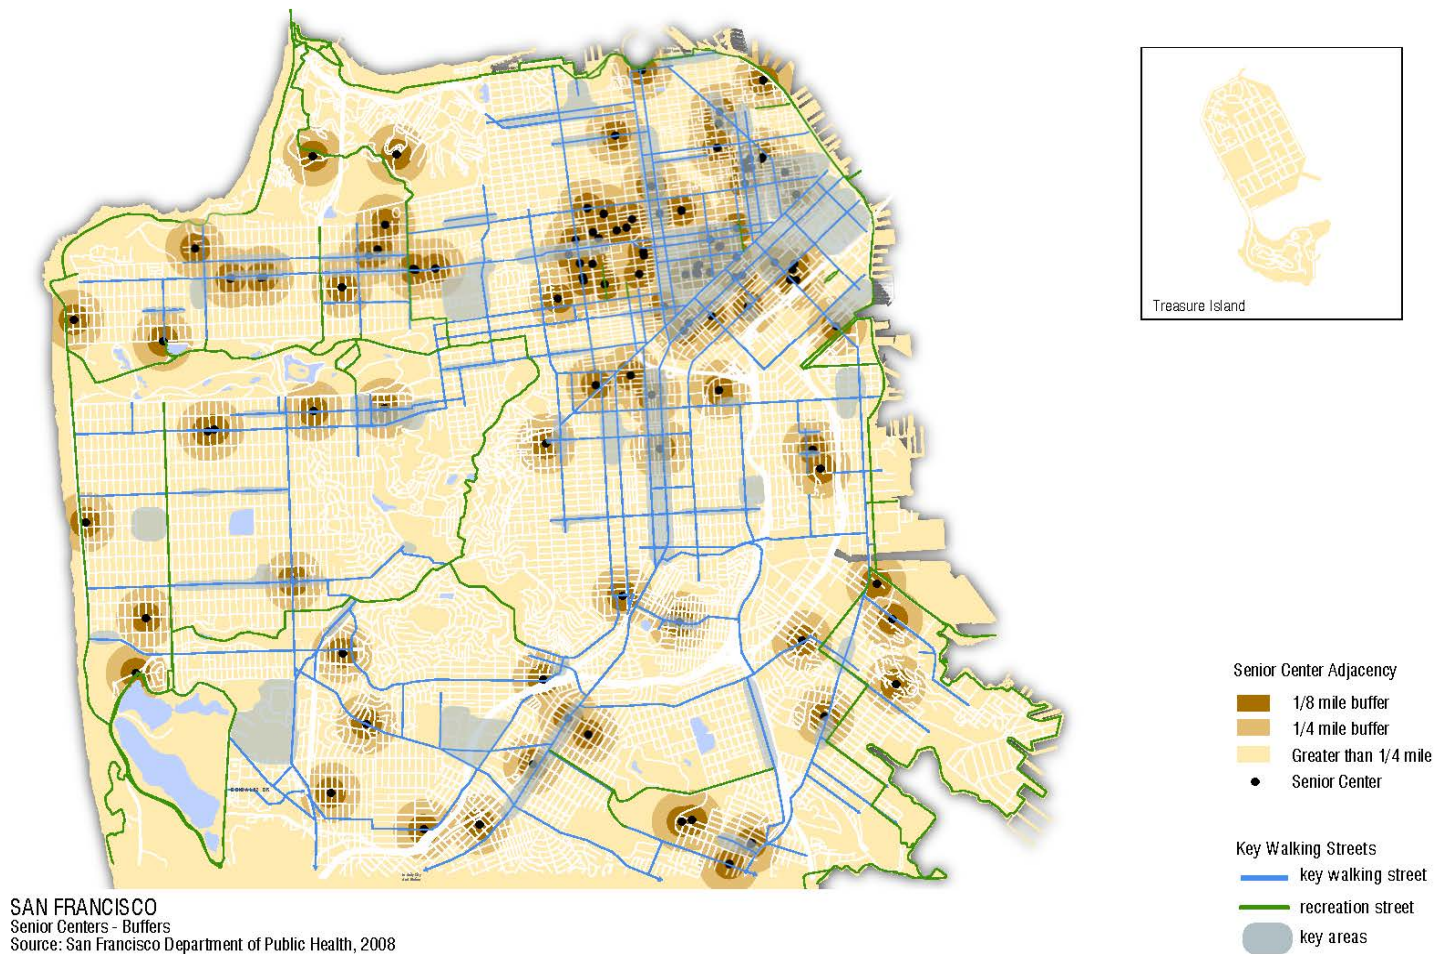 Treasure Island
Senior Center Adjacency
1/8 mile buffer
1/4 mile buffer
Greater than 1/4 mile
Senior Center
Key Walking Streets
key walking street
recreation street
key areas
SAN FRANCISCO
Senior Centers - Buffers
Source: San Francisco Department of Public Health, 2008